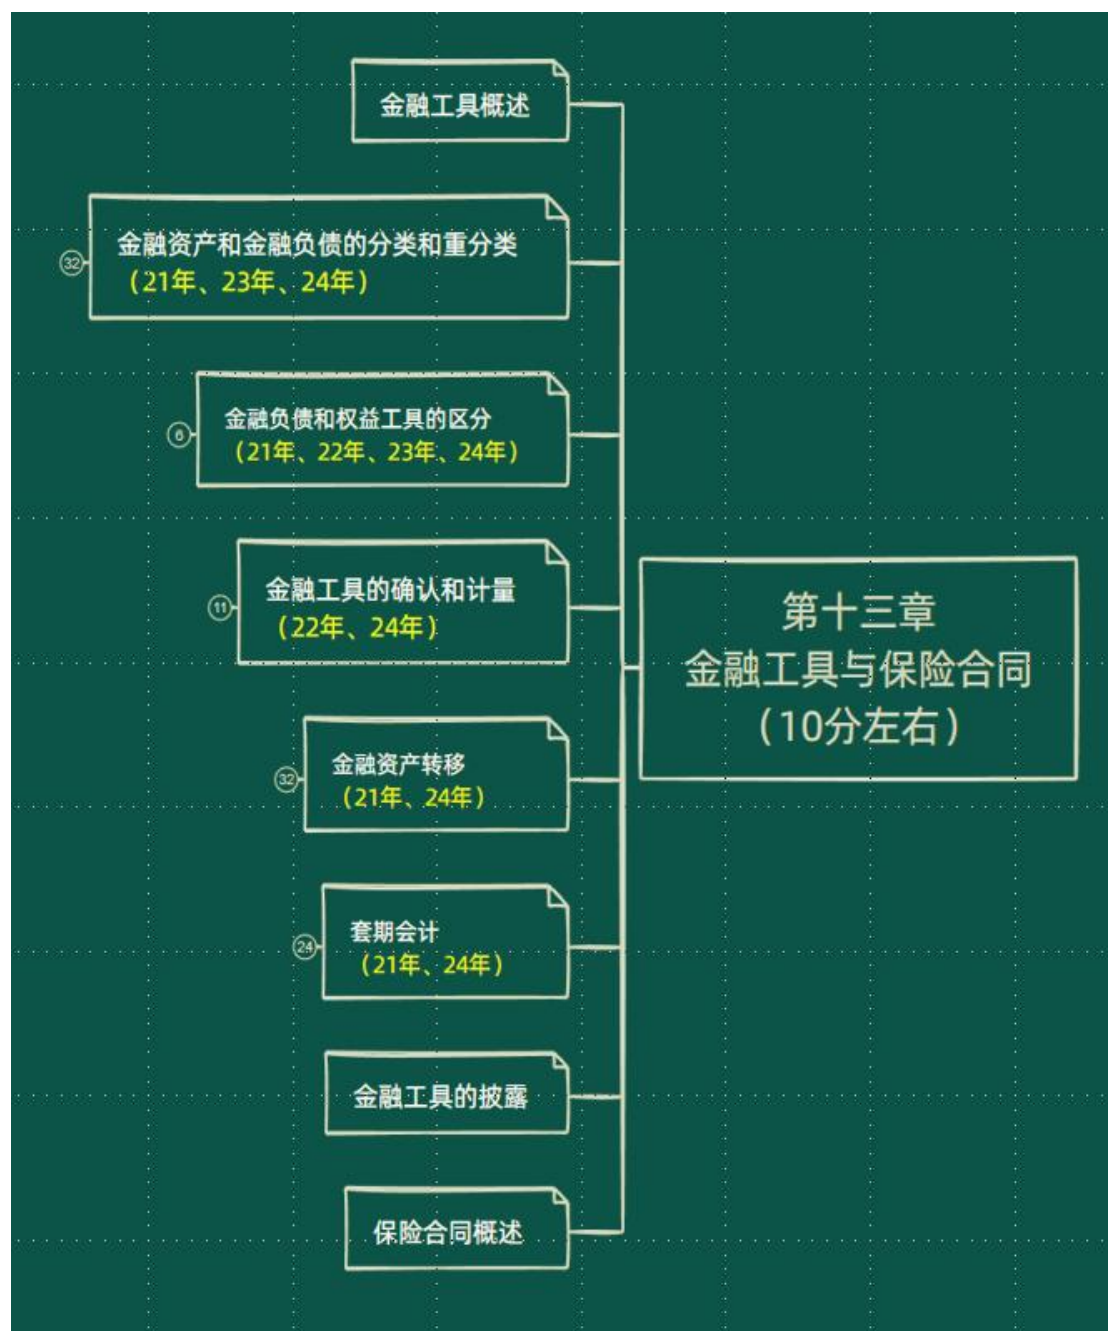 金融工具概述
金融资产和金融负债的分类和重分类
（21年、23年、24年）
32
金融负债和权益工具的区分
（21年、22年、23年、24年）
6
金融工具的确认和计量
（22年、24年）
11
金融资产转移
（21年、24年）
32
套期会计
（21年、24年）
24
金融工具的披露
保险合同概述
第十三章
金融工具与保险合同
（10分左右）